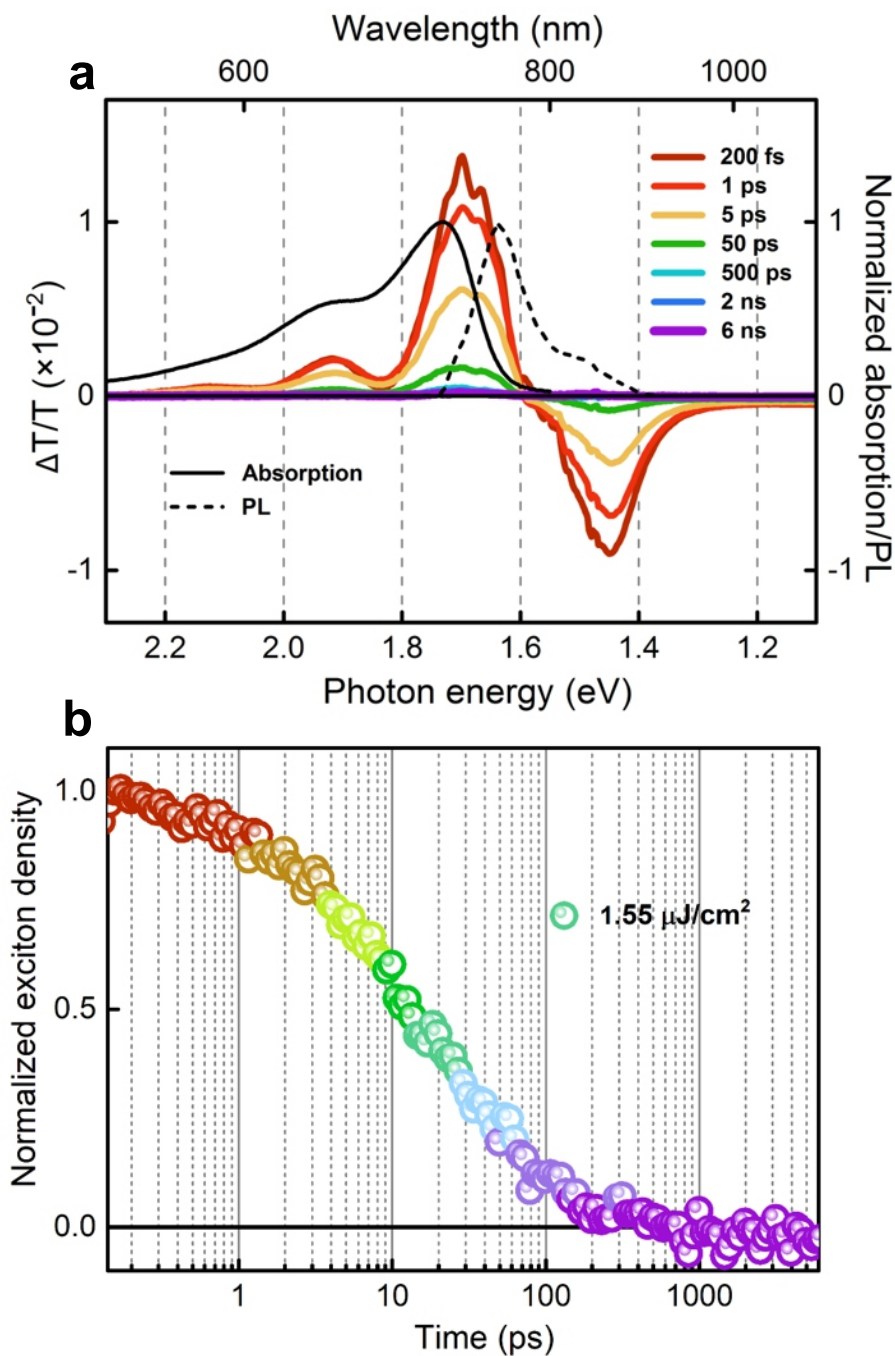 Wavelength (nm)
a
600 800 1000
200 fs
1 ps
5 ps
50 ps
500 ps
2 ns
6 ns
1 1
0 0
-1 -1
ΔT/T (×10⁻²)
Normalized absorption/PL
Absorption
PL
2.2 2.0 1.8 1.6 1.4 1.2
Photon energy (eV)
b
1.0
0.5
0.0
Normalized exciton density
1.55 μJ/cm²
1 10 100 1000
Time (ps)